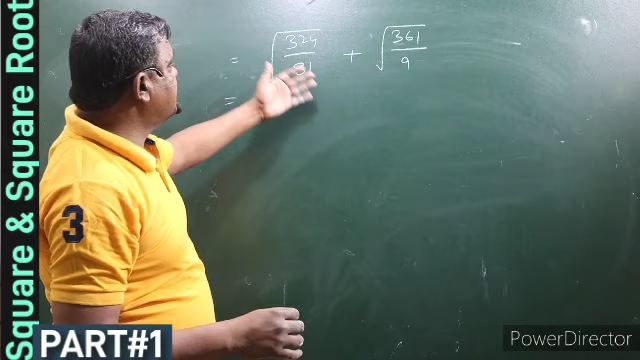 Square & Square Root
= √324/81 + √361/9
=
3
PART#1
PowerDirector